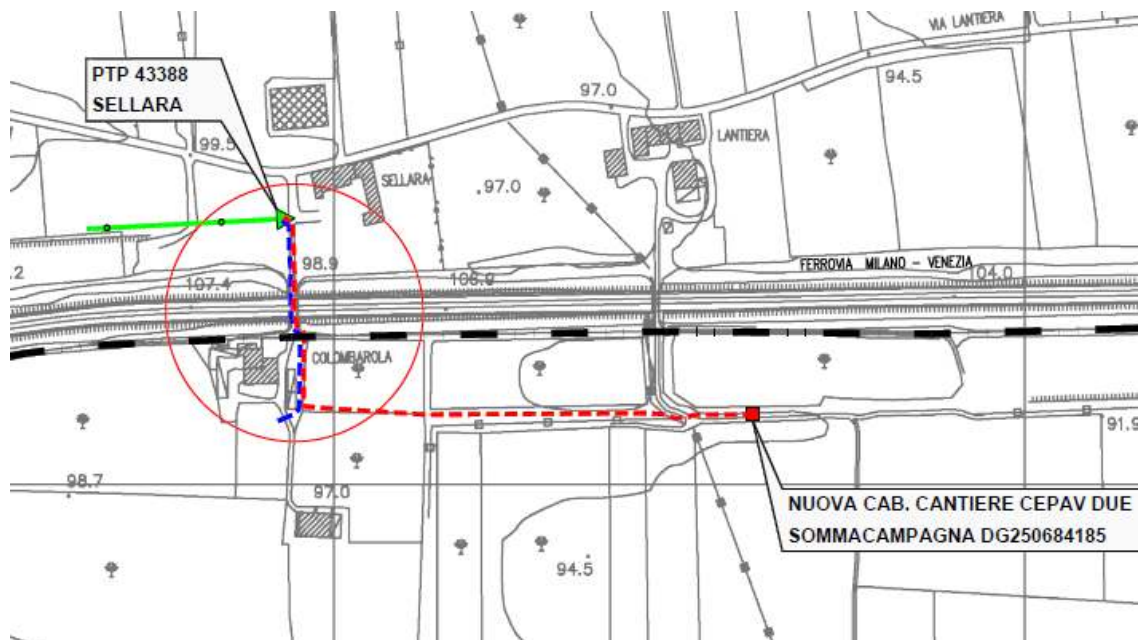 VIA LANTIERA
PTP 43388
SELLARA
97.0
94.5
99.5
LANTIERA
SELLARA
97.0
98.9
FERROVIA MILANO - VENEZIA
104.0
.2
107.4
106.9
COLOMBAROLA
91.9
98.7
97.0
NUOVA CAB. CANTIERE CEPAV DUE
SOMMACAMPAGNA DG250684185
94.5